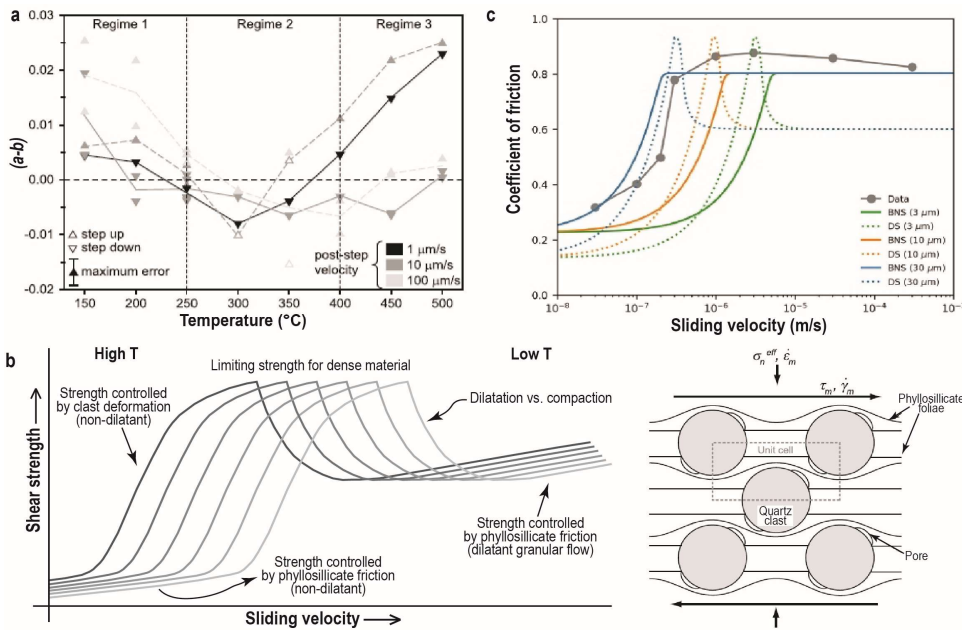 a
Regime 1
Regime 2
Regime 3
0.03
0.02
0.01
0.00
-0.01
-0.02
(a-b)
step up
step down
maximum error
post-step
velocity
1 μm/s
10 μm/s
100 μm/s
150
200
250
300
350
400
450
500
Temperature (°C)
c
1.0
0.8
0.6
0.4
0.2
0.0
Coefficient of friction
Data
BNS (3 μm)
DS (3 μm)
BNS (10 μm)
DS (10 μm)
BNS (30 μm)
DS (30 μm)
10⁻⁸
10⁻⁷
10⁻⁶
10⁻⁵
10⁻⁴
10⁻³
Sliding velocity (m/s)
b
High T
Low T
Limiting strength for dense material
Strength controlled
by clast deformation
(non-dilatant)
Dilatation vs. compaction
Strength controlled
by phyllosillicate friction
(non-dilatant)
Strength controlled
by phyllosillicate friction
(dilatant granular flow)
Shear strength
Sliding velocity
σₙᵉᶠᶠ, ε̇ₘ
τₘ, γ̇ₘ
Phyllosillicate
foliae
Unit cell
Quartz
clast
Pore